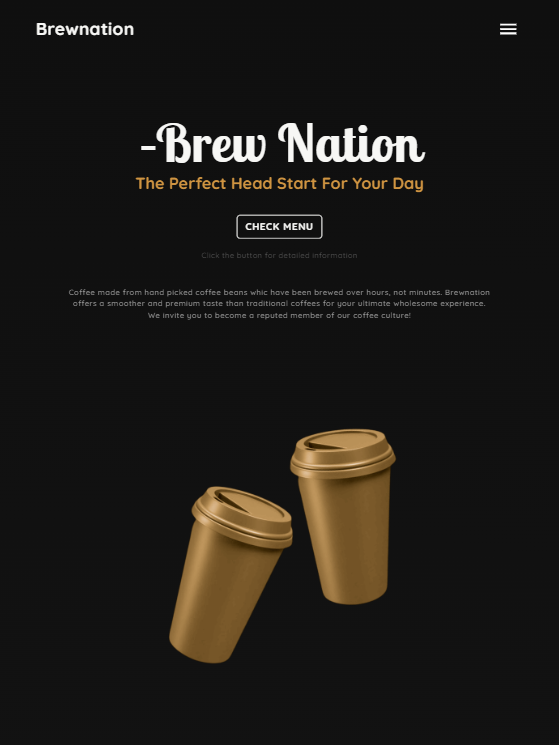 Brewnation
-Brew Nation
The Perfect Head Start For Your Day
CHECK MENU
Click the button for detailed information
Coffee made from hand picked coffee beans whic have been brewed over hours, not minutes. Brewnation
offers a smoother and premium taste than traditional coffees for your ultimate wholesome experience.
We invite you to become a reputed member of our coffee culture!